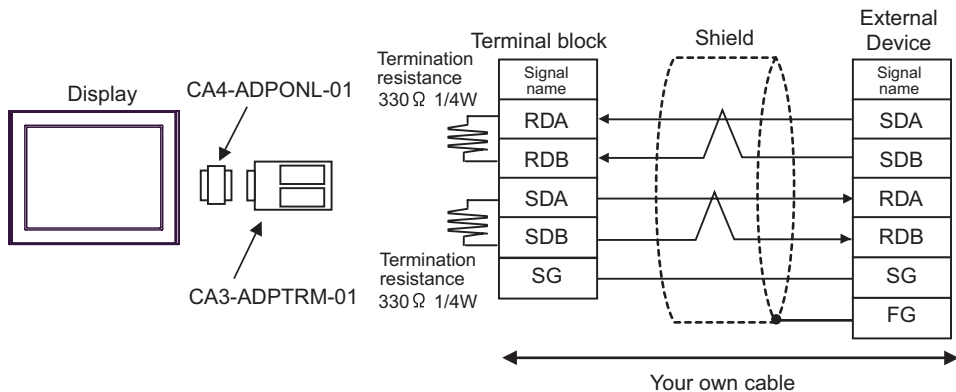 Display
CA4-ADPONL-01
CA3-ADPTRM-01
Termination
resistance
330Ω 1/4W
Termination
resistance
330Ω 1/4W
Terminal block
Signal
name
RDA
RDB
SDA
SDB
SG
Shield
External
Device
Signal
name
SDA
SDB
RDA
RDB
SG
FG
Your own cable